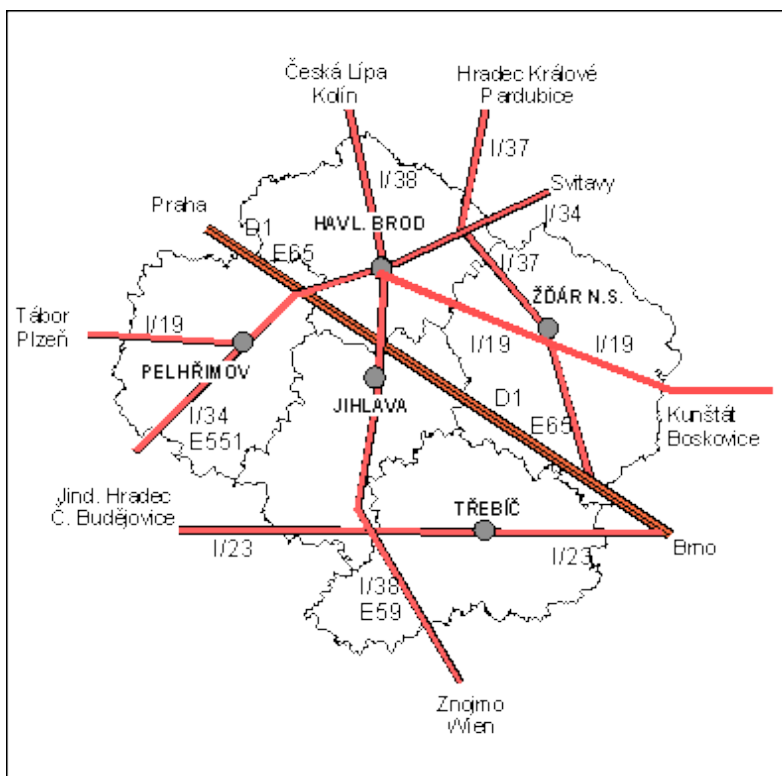 Česká Lípa
Kolín
Hradec Králové
Pardubice
I/37
I/38
Svitavy
Praha
I/34
D1
HAVL. BROD
E65
I/37
ŽĎÁR N.S.
Tábor
Plzeň
I/19
I/19
I/19
PELHŘIMOV
JIHLAVA
D1
I/34
E551
E65
Kunštát
Boskovice
Jind. Hradec
Č. Budějovice
TŘEBÍČ
I/23
I/23
Brno
I/38
E59
Znojmo
Wien